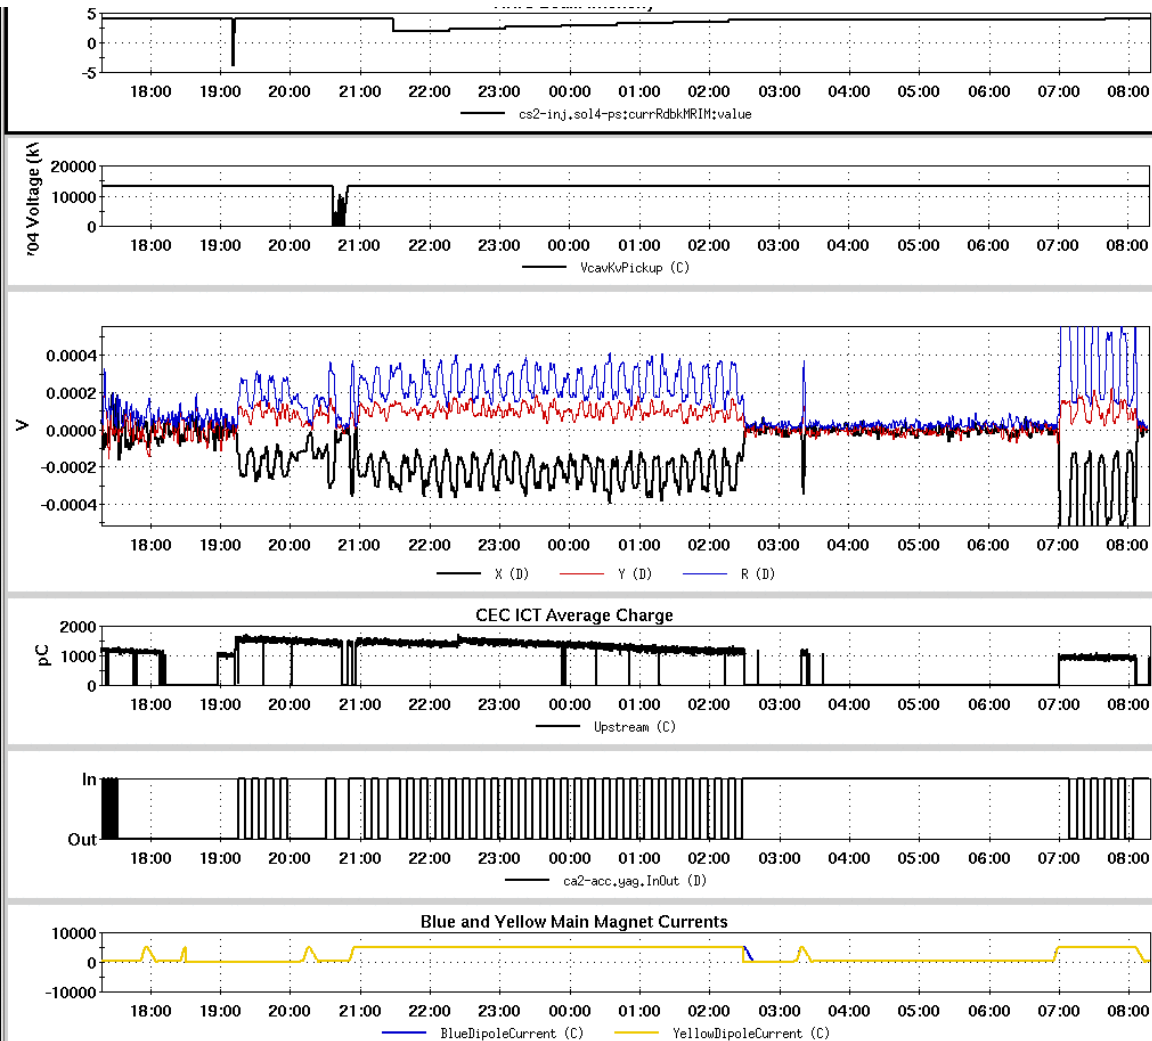 5
0
-5
18:00 19:00 20:00 21:00 22:00 23:00 00:00 01:00 02:00 03:00 04:00 05:00 06:00 07:00 08:00
cs2-inj.sol4-ps:currRdbkMRIM:value
Voltage (k
20000
10000
0
18:00 19:00 20:00 21:00 22:00 23:00 00:00 01:00 02:00 03:00 04:00 05:00 06:00 07:00 08:00
VcavKvPickup (C)
V
0.0004
0.0002
0.0000
-0.0002
-0.0004
18:00 19:00 20:00 21:00 22:00 23:00 00:00 01:00 02:00 03:00 04:00 05:00 06:00 07:00 08:00
X (D) Y (D) R (D)
CEC ICT Average Charge
pC
2000
1000
0
18:00 19:00 20:00 21:00 22:00 23:00 00:00 01:00 02:00 03:00 04:00 05:00 06:00 07:00 08:00
Upstream (C)
In
Out
18:00 19:00 20:00 21:00 22:00 23:00 00:00 01:00 02:00 03:00 04:00 05:00 06:00 07:00 08:00
ca2-acc.yag.InOut (D)
Blue and Yellow Main Magnet Currents
10000
0
-10000
18:00 19:00 20:00 21:00 22:00 23:00 00:00 01:00 02:00 03:00 04:00 05:00 06:00 07:00 08:00
BlueDipoleCurrent (C) YellowDipoleCurrent (C)